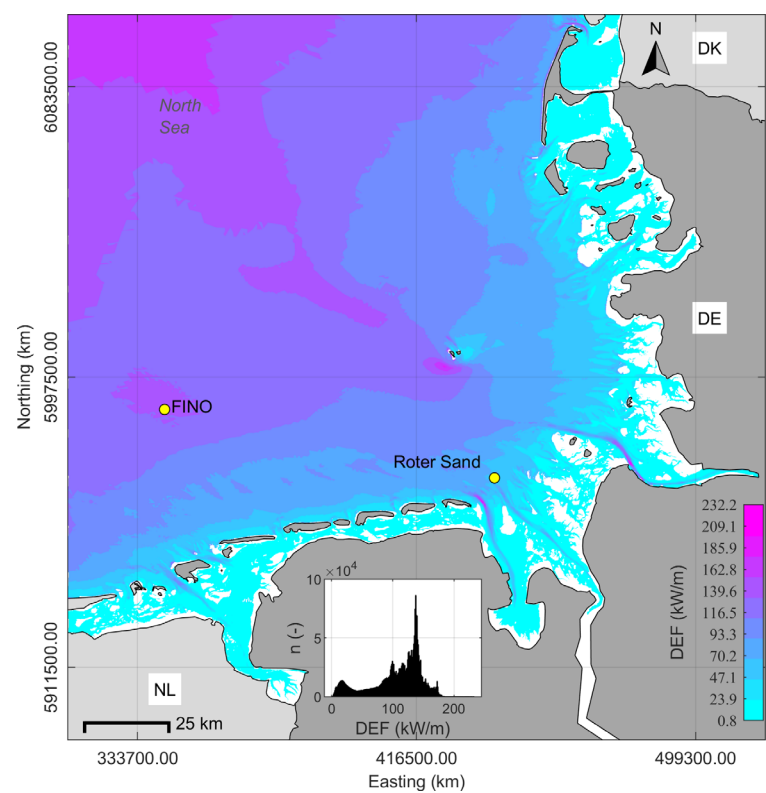 DK
N
North
Sea
6083500.00
DE
Northing (km)
5997500.00
FINO
Roter Sand
232.2
209.1
185.9
162.8
139.6
116.5
93.3
70.2
47.1
23.9
0.8
DEF (kW/m)
10 ×10⁴
5
0
n (-)
0
100
200
DEF (kW/m)
5911500.00
NL
25 km
333700.00
416500.00
499300.00
Easting (km)